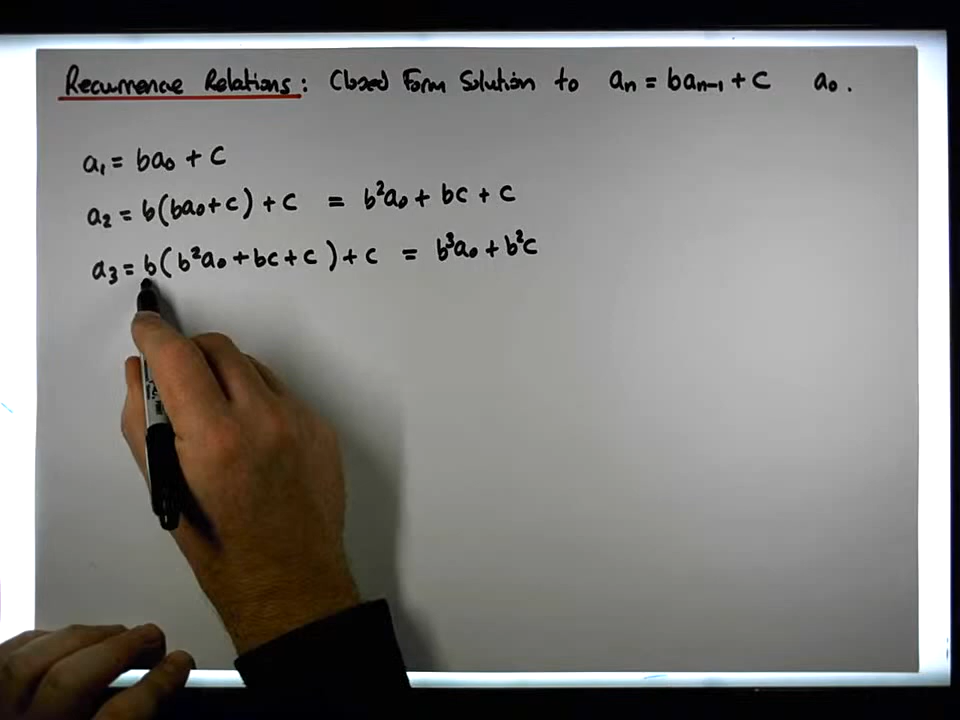 Recurrence Relations: Closed Form Solution to aₙ = baₙ₋₁ + c a₀.
a₁ = ba₀ + c
a₂ = b(ba₀+c) + c = b²a₀ + bc + c
a₃ = b(b²a₀ + bc + c) + c = b³a₀ + b²c